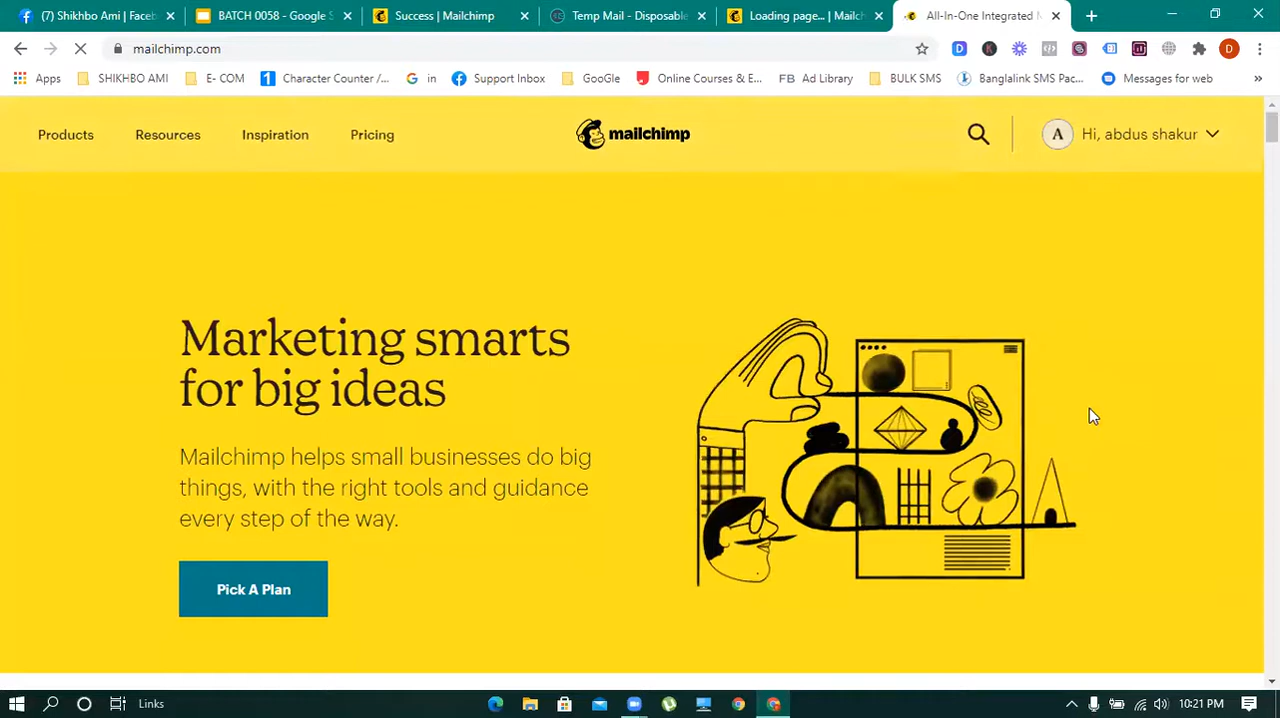 (7) Shikhbo Ami | Faceb
BATCH 0058 - Google S
Success | Mailchimp
Temp Mail - Disposable
Loading page... | Mailch
All-In-One Integrated M
mailchimp.com
Apps
SHIKHBO AMI
E- COM
Character Counter /...
in
Support Inbox
GooGle
Online Courses & E...
FB Ad Library
BULK SMS
Banglalink SMS Pac...
Messages for web
Products
Resources
Inspiration
Pricing
mailchimp
A
Hi, abdus shakur
Marketing smarts
for big ideas
Mailchimp helps small businesses do big
things, with the right tools and guidance
every step of the way.
Pick A Plan
Links
10:21 PM